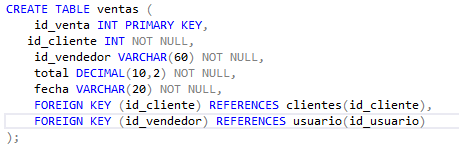 CREATE TABLE ventas (
id_venta INT PRIMARY KEY,
id_cliente INT NOT NULL,
id_vendedor VARCHAR(60) NOT NULL,
total DECIMAL(10,2) NOT NULL,
fecha VARCHAR(20) NOT NULL,
FOREIGN KEY (id_cliente) REFERENCES clientes(id_cliente),
FOREIGN KEY (id_vendedor) REFERENCES usuario(id_usuario)
);